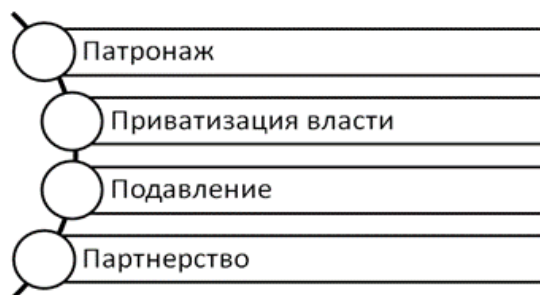 Патронаж
Приватизация власти
Подавление
Партнерство